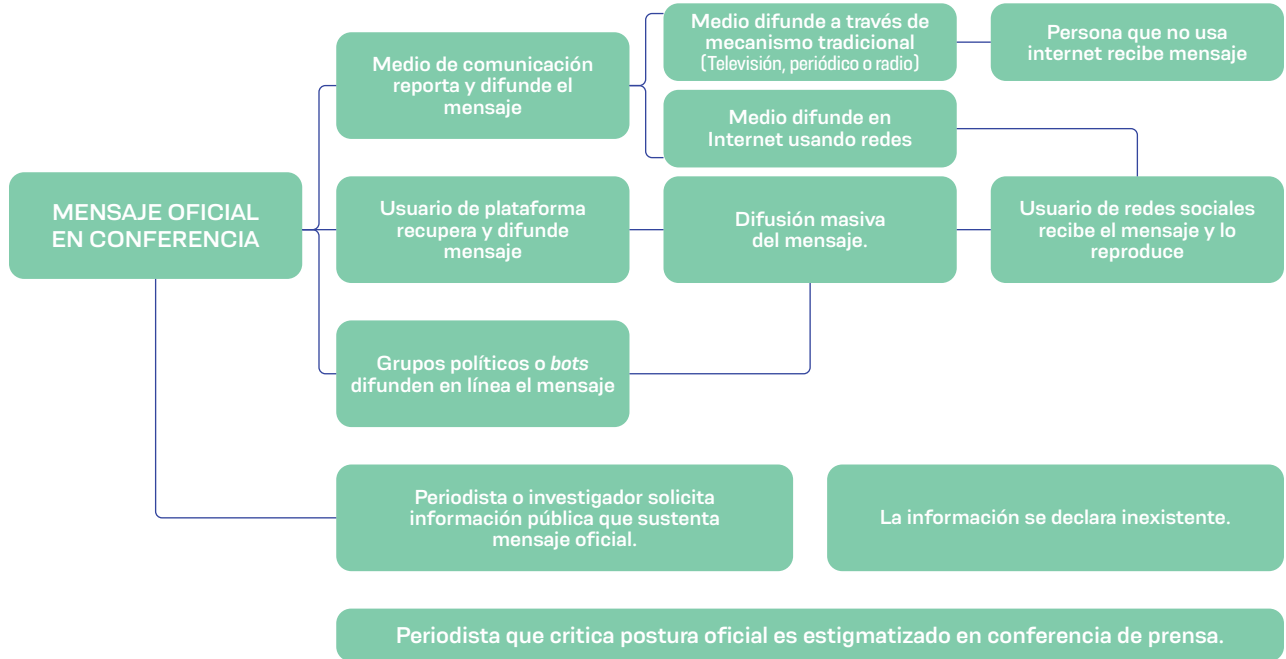 MENSAJE OFICIAL
EN CONFERENCIA
Medio de comunicación
reporta y difunde el
mensaje
Medio difunde a través de
mecanismo tradicional
(Televisión, periódico o radio)
Persona que no usa
internet recibe mensaje
Medio difunde en
Internet usando redes
Usuario de plataforma
recupera y difunde
mensaje
Difusión masiva
del mensaje.
Usuario de redes sociales
recibe el mensaje y lo
reproduce
Grupos políticos o bots
difunden en línea el mensaje
Periodista o investigador solicita
información pública que sustenta
mensaje oficial.
La información se declara inexistente.
Periodista que critica postura oficial es estigmatizado en conferencia de prensa.